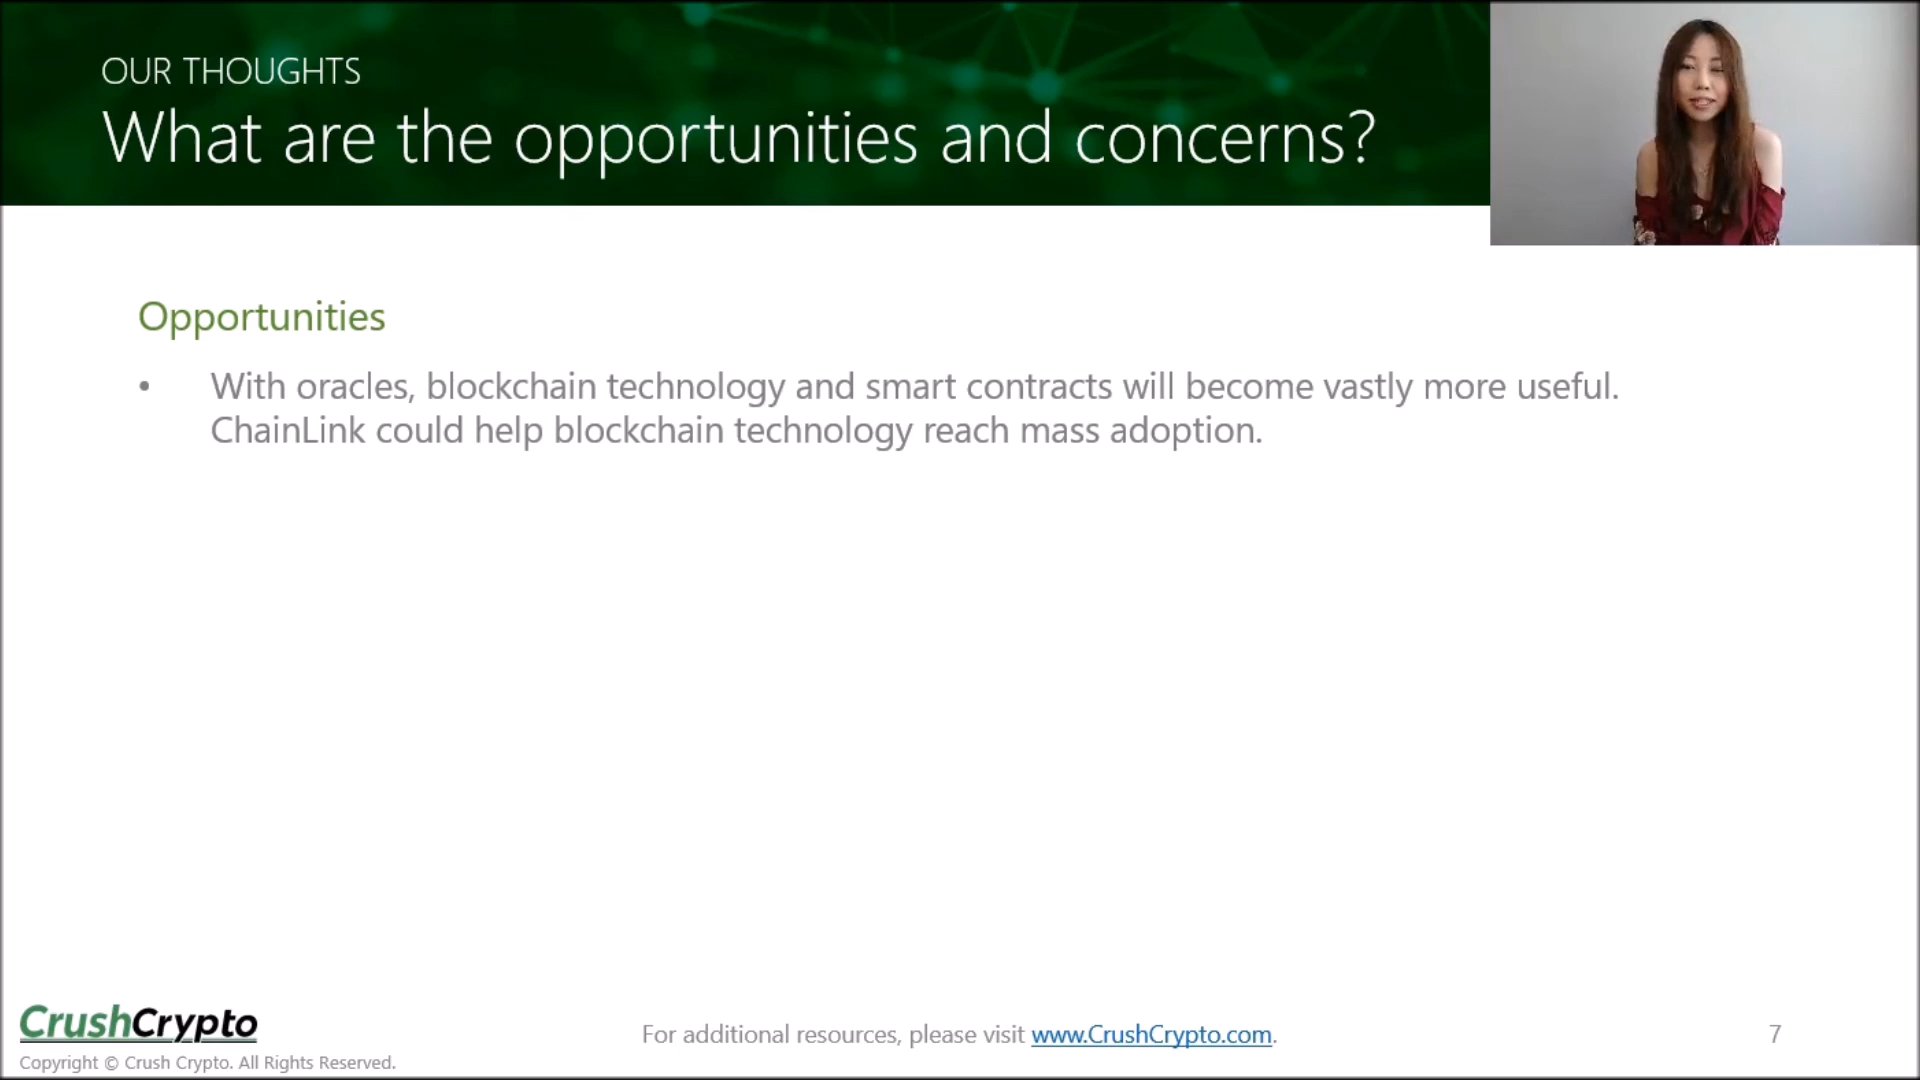 OUR THOUGHTS
What are the opportunities and concerns?
Opportunities
• With oracles, blockchain technology and smart contracts will become vastly more useful.
ChainLink could help blockchain technology reach mass adoption.
CrushCrypto
Copyright © Crush Crypto. All Rights Reserved.
For additional resources, please visit www.CrushCrypto.com.
7